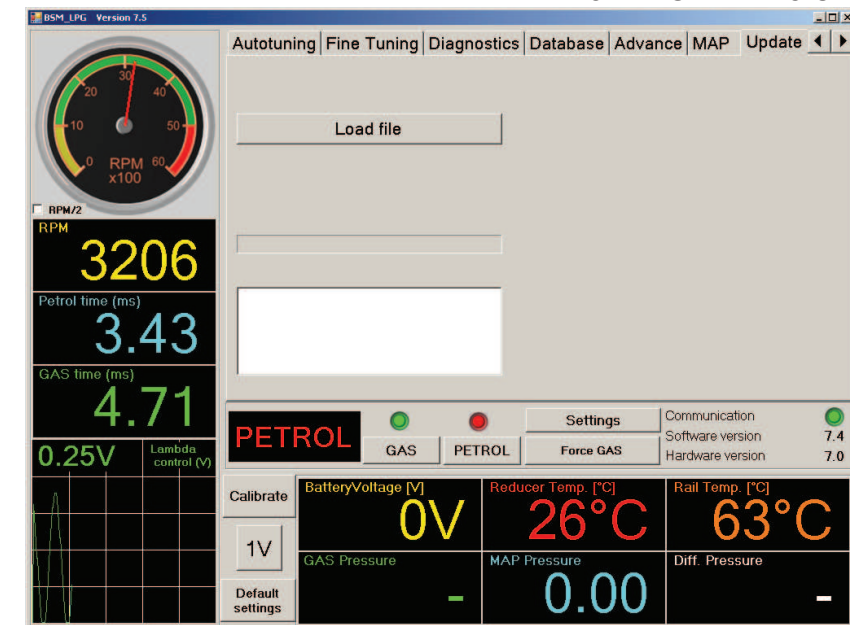 BSM_LPG Version 7.5
Autotuning Fine Tuning Diagnostics Database Advance MAP Update
0 10 20 30 40 50 60
RPM
x100
RPM/2
RPM
3206
Petrol time (ms)
3.43
GAS time (ms)
4.71
0.25V
Lambda
control (V)
Load file
PETROL
GAS
PETROL
Settings
Force GAS
Communication
Software version 7.4
Hardware version 7.0
Calibrate
1V
Default
settings
BatteryVoltage [V]
0V
Reducer Temp. [°C]
26°C
Rail Temp. [°C]
63°C
GAS Pressure
-
MAP Pressure
0.00
Diff. Pressure
-